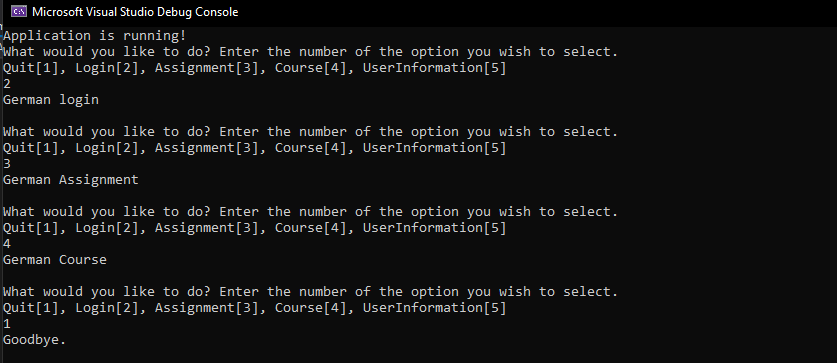 Microsoft Visual Studio Debug Console
Application is running!
What would you like to do? Enter the number of the option you wish to select.
Quit[1], Login[2], Assignment[3], Course[4], UserInformation[5]
2
German login
What would you like to do? Enter the number of the option you wish to select.
Quit[1], Login[2], Assignment[3], Course[4], UserInformation[5]
3
German Assignment
What would you like to do? Enter the number of the option you wish to select.
Quit[1], Login[2], Assignment[3], Course[4], UserInformation[5]
4
German Course
What would you like to do? Enter the number of the option you wish to select.
Quit[1], Login[2], Assignment[3], Course[4], UserInformation[5]
1
Goodbye.